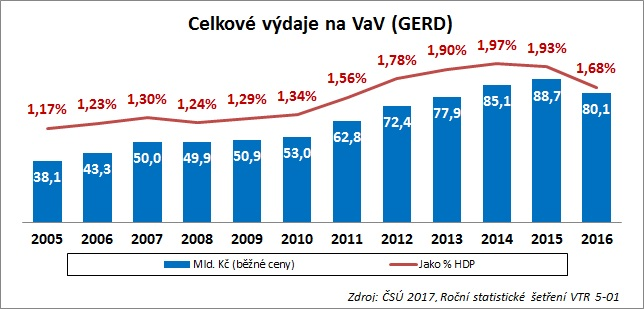 Celkové výdaje na VaV (GERD)
1,17% 1,23% 1,30% 1,24% 1,29% 1,34% 1,56% 1,78% 1,90% 1,97% 1,93% 1,68%
38,1 43,3 50,0 49,9 50,9 53,0 62,8 72,4 77,9 85,1 88,7 80,1
2005 2006 2007 2008 2009 2010 2011 2012 2013 2014 2015 2016
Mld. Kč (běžné ceny) Jako % HDP
Zdroj: ČSÚ 2017, Roční statistické šetření VTR 5-01